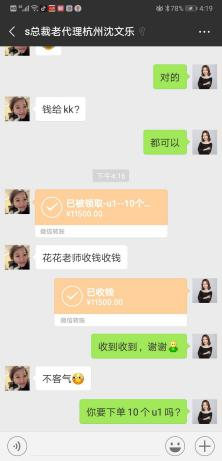 79% 4:19
s总裁老代理杭州沈文乐
对的
钱给kk?
都可以
下午4:16
已被领取-u1--10个...
¥11500.00
微信转账
花花老师收钱收钱
已收钱
¥11500.00
微信转账
收到收到，谢谢
不客气
你要下单10个u1吗?